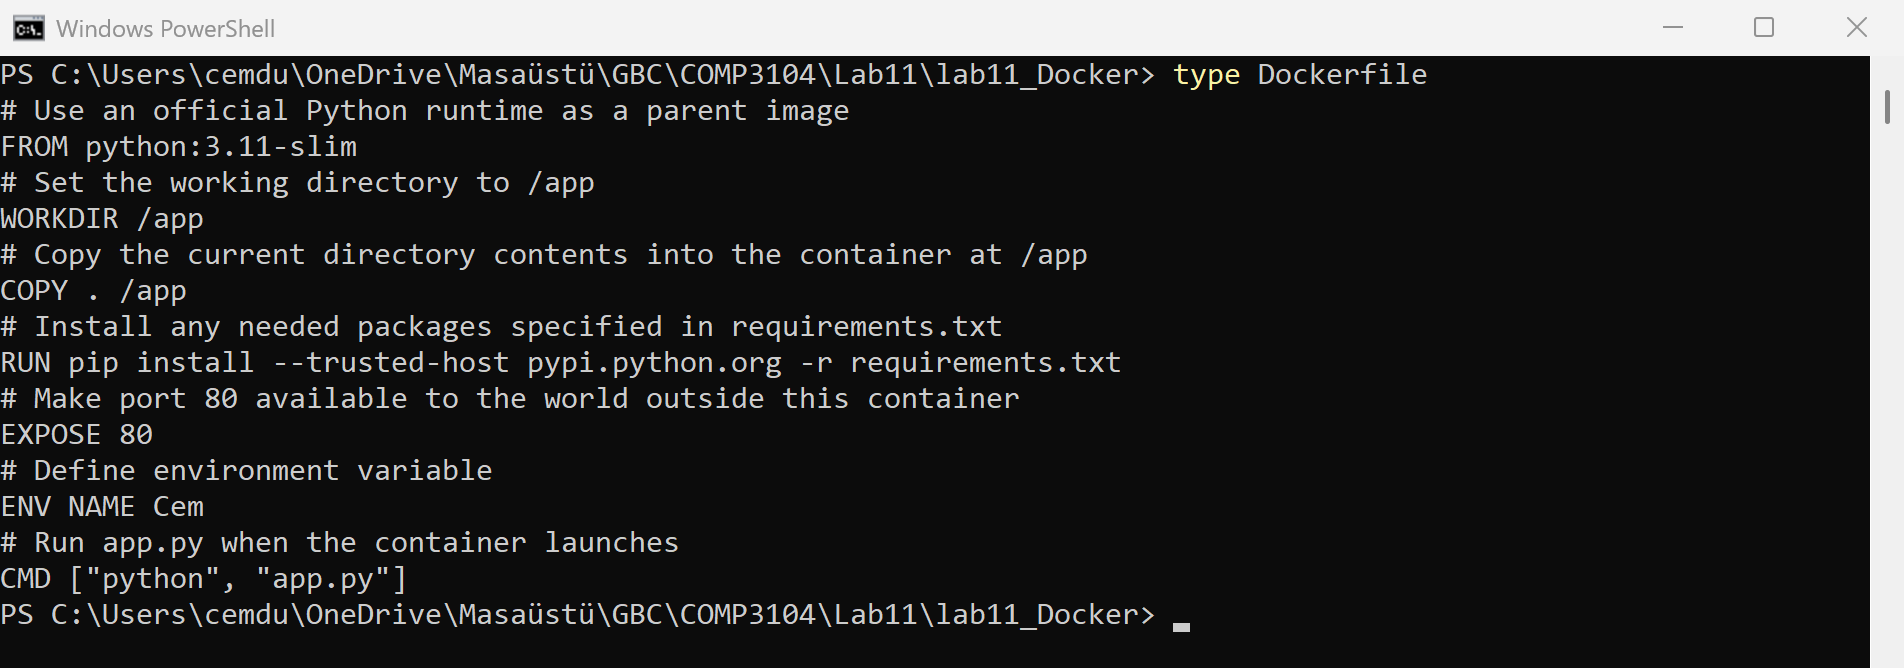 Windows PowerShell
PS C:\Users\cemdu\OneDrive\Masaüstü\GBC\COMP3104\Lab11\lab11_Docker> type Dockerfile
# Use an official Python runtime as a parent image
FROM python:3.11-slim
# Set the working directory to /app
WORKDIR /app
# Copy the current directory contents into the container at /app
COPY . /app
# Install any needed packages specified in requirements.txt
RUN pip install --trusted-host pypi.python.org -r requirements.txt
# Make port 80 available to the world outside this container
EXPOSE 80
# Define environment variable
ENV NAME Cem
# Run app.py when the container launches
CMD ["python", "app.py"]
PS C:\Users\cemdu\OneDrive\Masaüstü\GBC\COMP3104\Lab11\lab11_Docker>